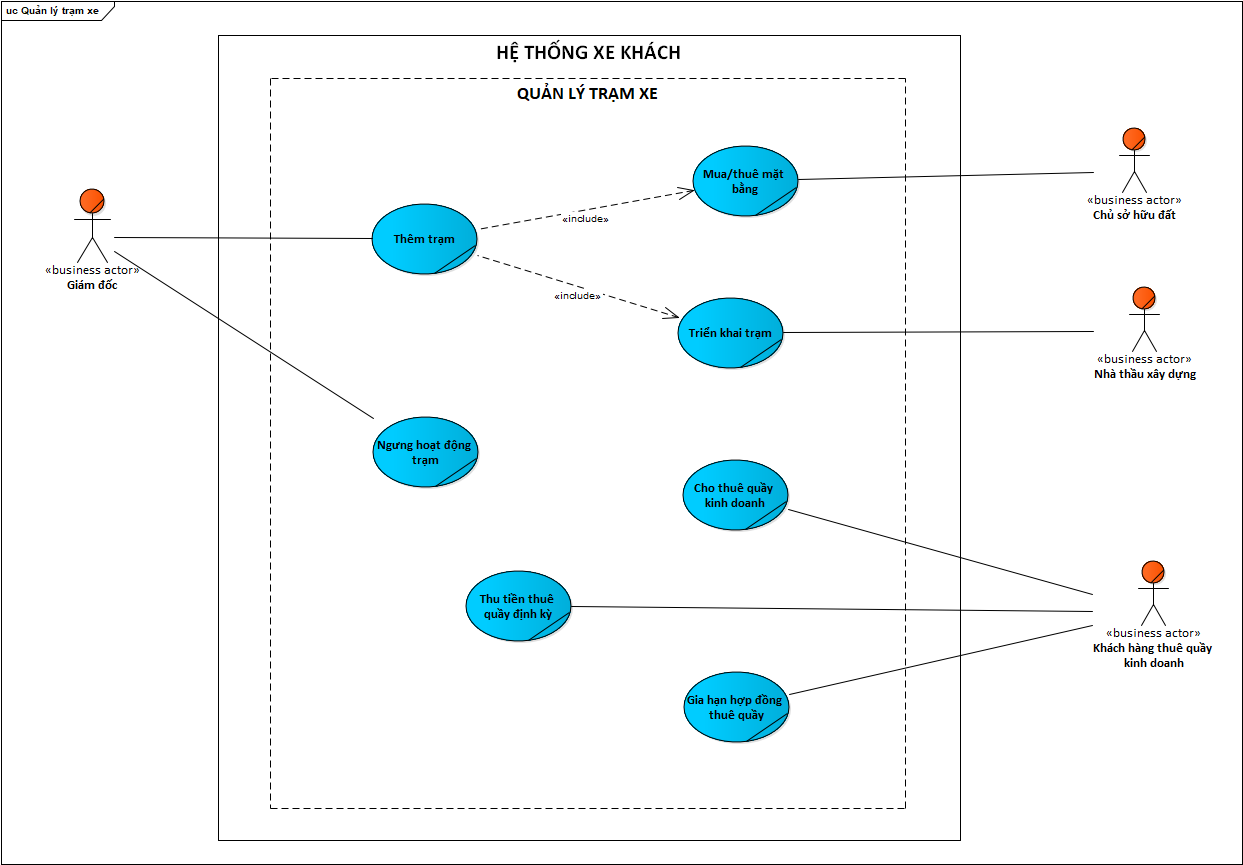 uc Quản lý trạm xe
HỆ THỐNG XE KHÁCH
QUẢN LÝ TRẠM XE
Mua/thuê mặt
bằng
«business actor»
Chủ sở hữu đất
«include»
Thêm trạm
«business actor»
Giám đốc
«include»
Triển khai trạm
«business actor»
Nhà thầu xây dựng
Ngưng hoạt động
trạm
Cho thuê quầy
kinh doanh
Thu tiền thuê
quầy định kỳ
«business actor»
Khách hàng thuê quầy
kinh doanh
Gia hạn hợp đồng
thuê quầy